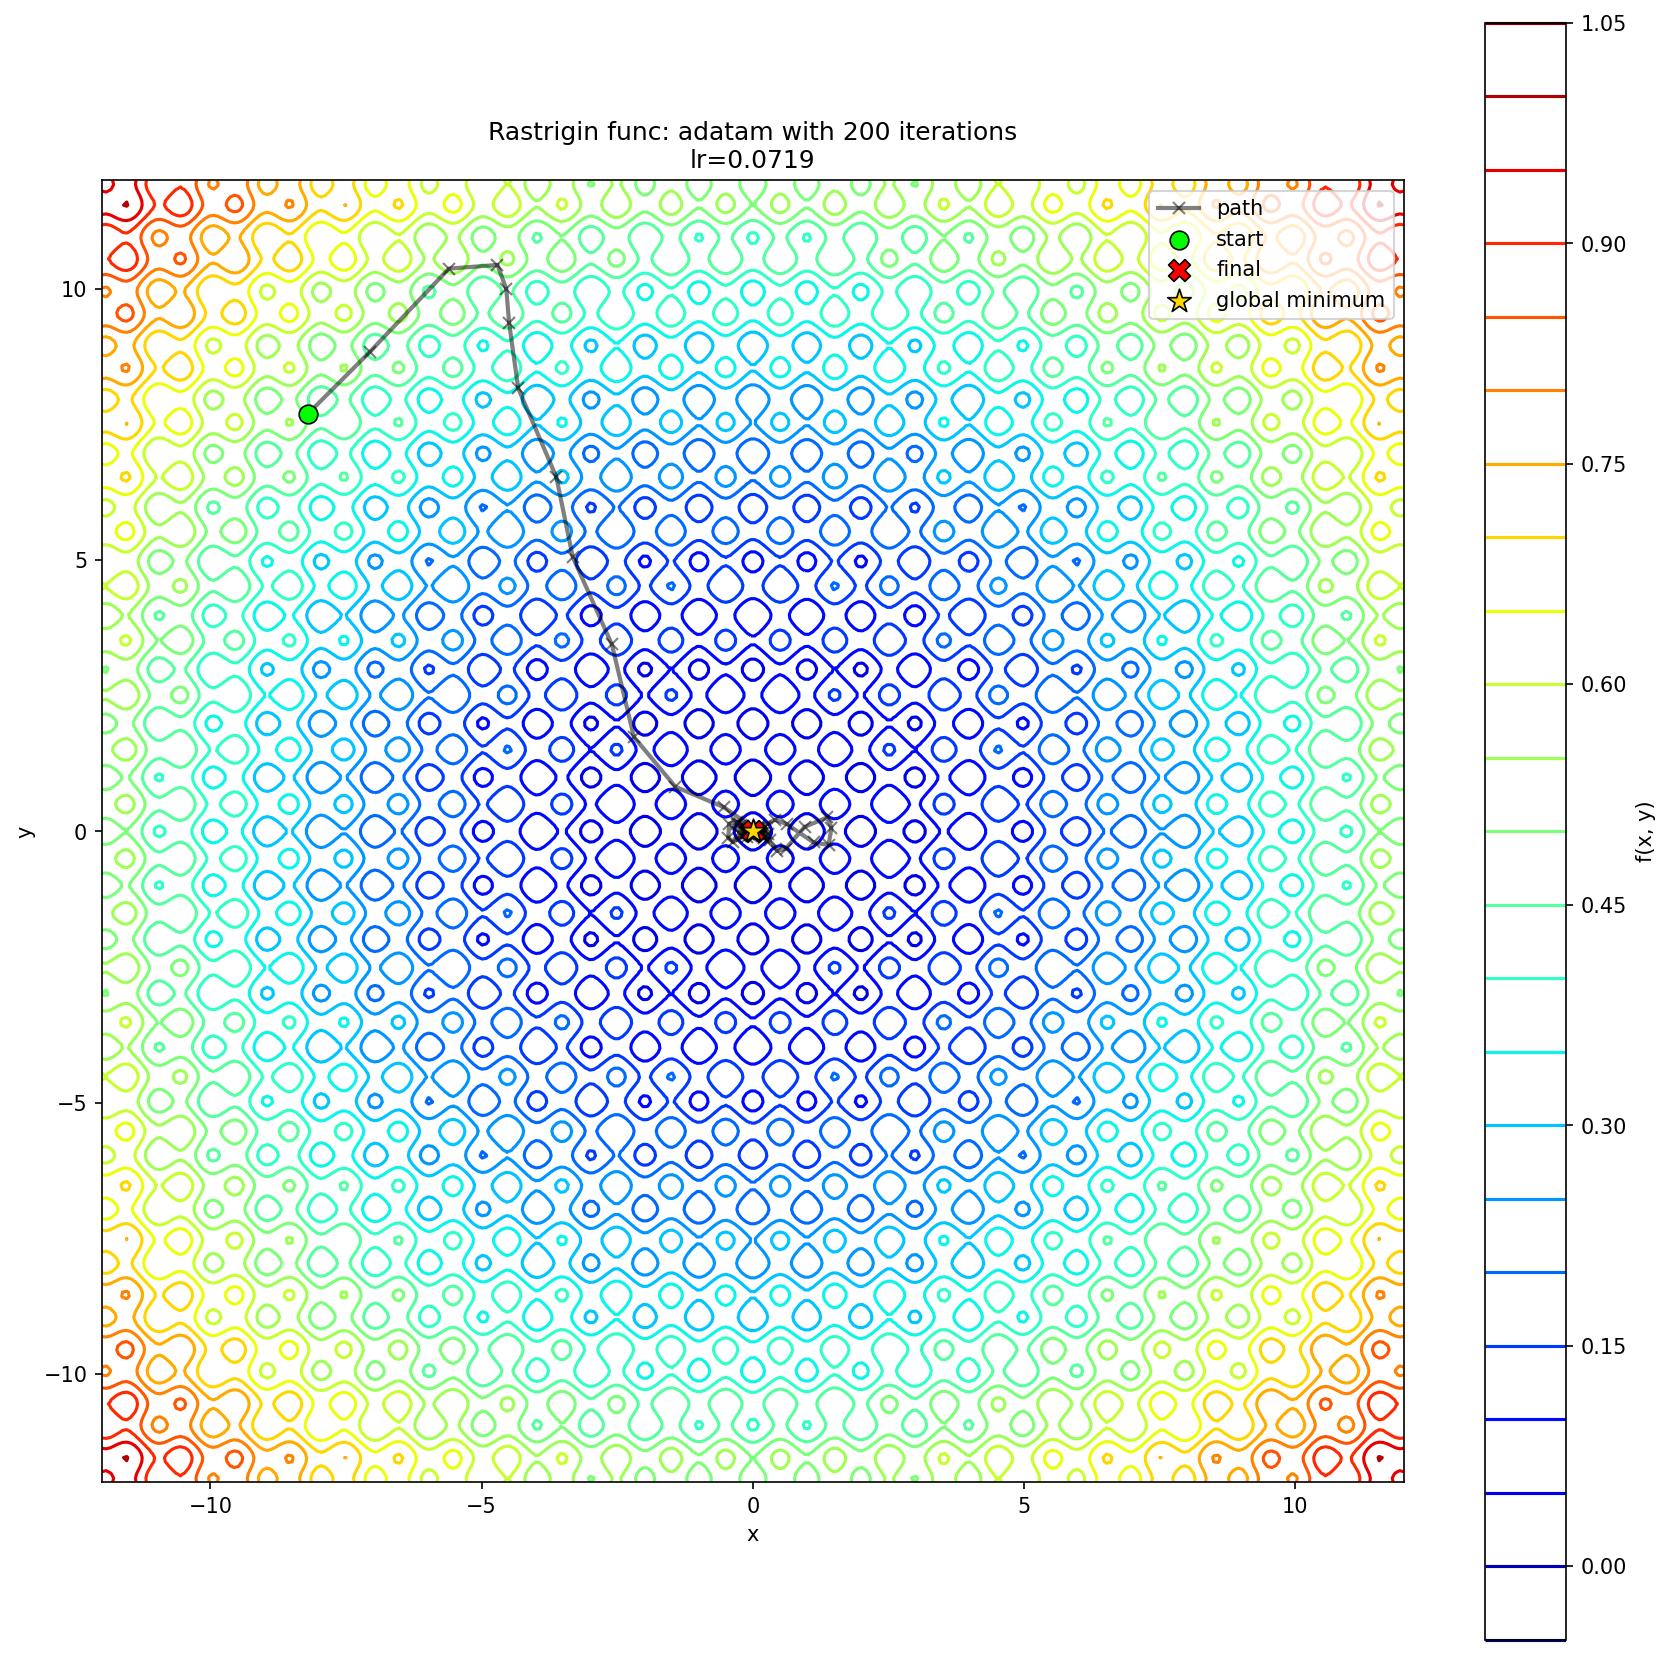 Rastrigin func: adatam with 200 iterations
lr=0.0719
path
start
final
global minimum
10
5
0
−5
−10
y
−10
−5
0
5
10
x
1.05
0.90
0.75
0.60
0.45
0.30
0.15
0.00
f(x, y)